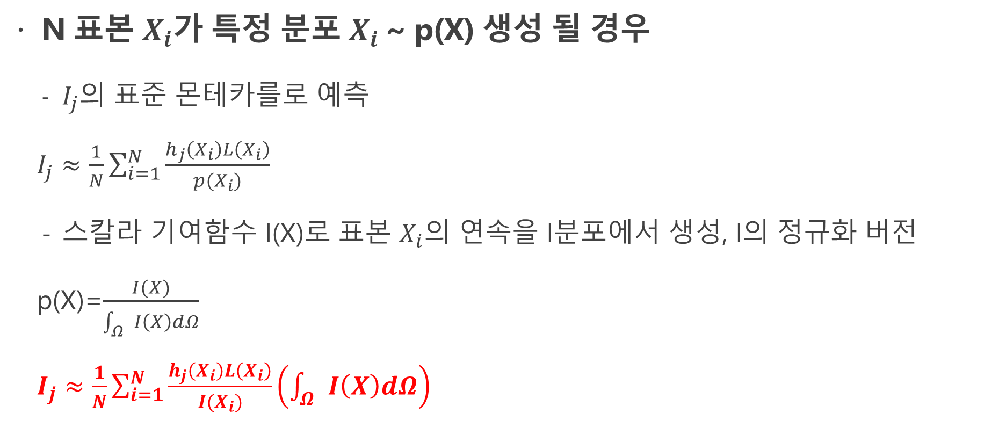 · N 표본 $X_i$가 특정 분포 $X_i$ ~ p(X) 생성 될 경우
- $I_j$의 표준 몬테카를로 예측
$I_j \approx \frac{1}{N} \sum_{i=1}^{N} \frac{h_j(X_i)L(X_i)}{p(X_i)}$
- 스칼라 기여함수 I(X)로 표본 $X_i$의 연속을 I분포에서 생성, I의 정규화 버전
p(X)=$\frac{I(X)}{\int_{\Omega} I(X)d\Omega}$
$I_j \approx \frac{1}{N} \sum_{i=1}^{N} \frac{h_j(X_i)L(X_i)}{I(X_i)} \left( \int_{\Omega} I(X)d\Omega \right)$